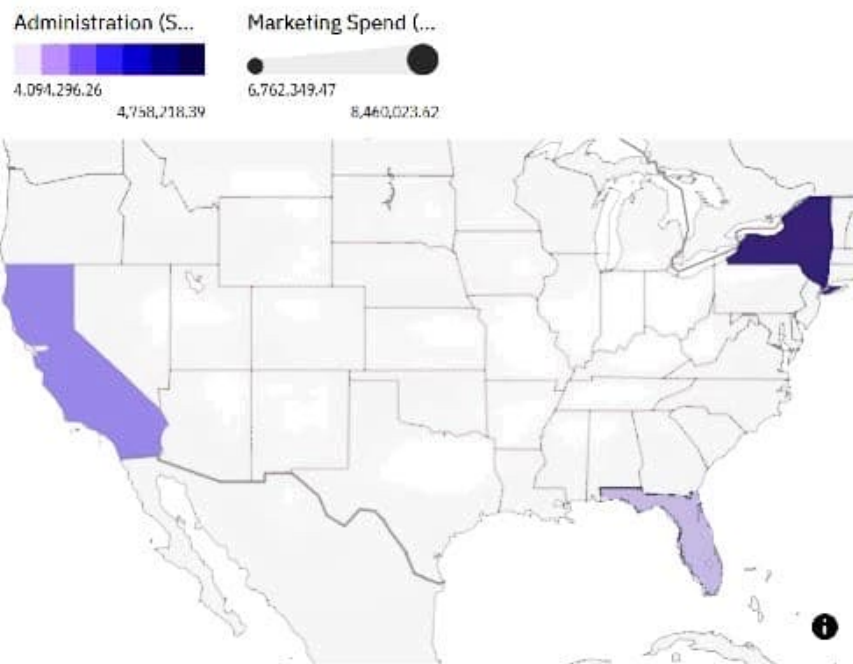 Administration (S...
Marketing Spend (...
4,094,296.26
4,758,218.39
6,762,349.47
8,460,023.62
i